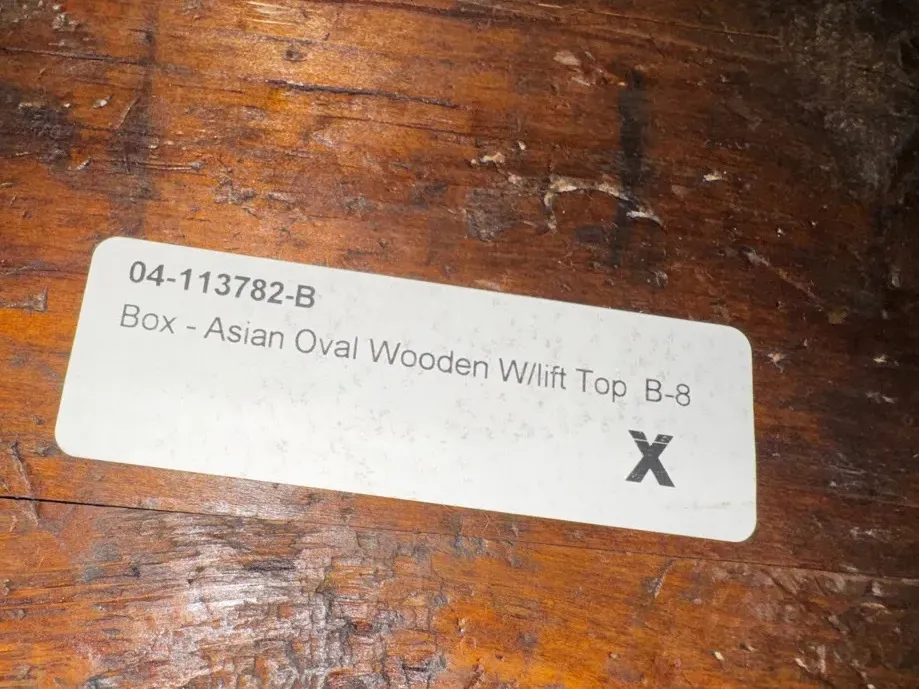 04-113782-B
Box - Asian Oval Wooden W/lift Top B-8
X